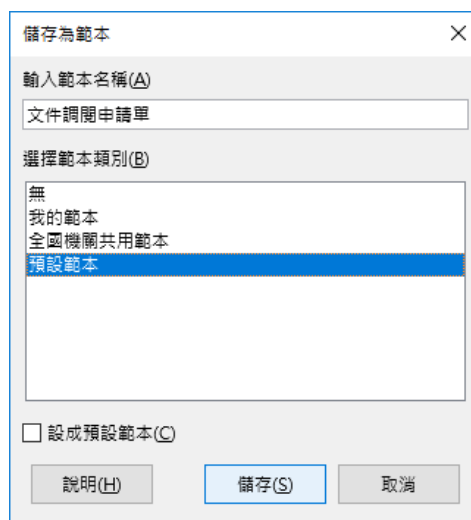 儲存為範本
輸入範本名稱(A)
文件調閱申請單
選擇範本類別(B)
無
我的範本
全國機關共用範本
預設範本
設成預設範本(C)
說明(H)
儲存(S)
取消